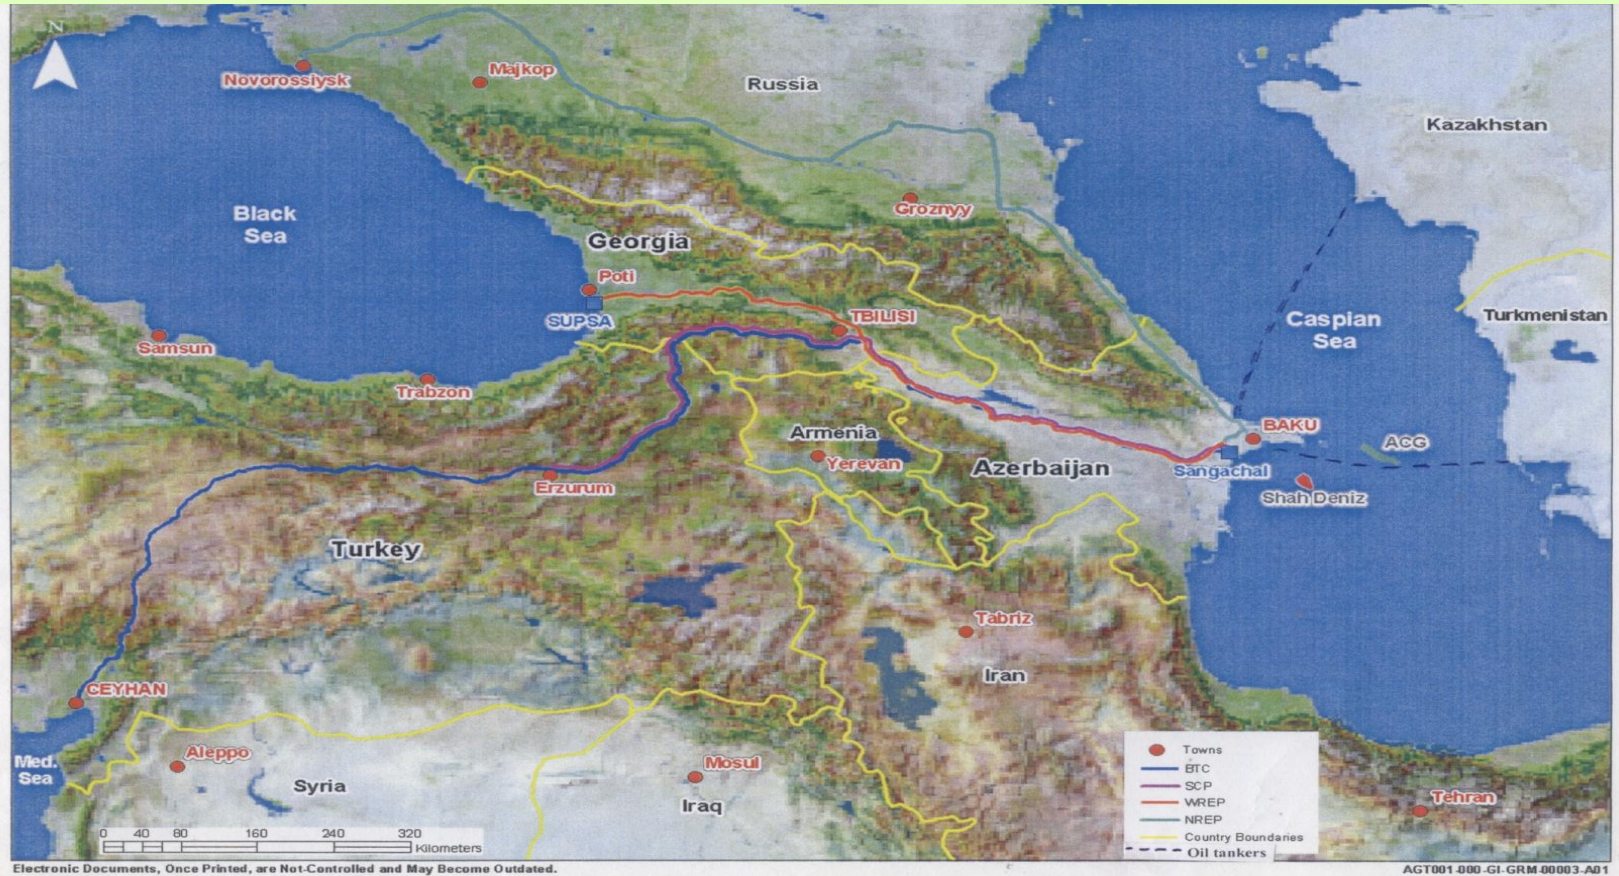 N
Novorossiysk
Majkop
Russia
Kazakhstan
Black
Sea
Groznyy
Georgia
Poti
SUPSA
TBILISI
Caspian
Sea
Turkmenistan
Samsun
Trabzon
Armenia
Yerevan
Azerbaijan
BAKU
Sangachal
ACG
Shah Deniz
Erzurum
Turkey
Tabriz
Iran
CEYHAN
Med.
Sea
Aleppo
Syria
Mosul
Iraq
Tehran
Towns
BTC
SCP
WREP
NREP
Country Boundaries
Oil tankers
0 40 80 160 240 320
Kilometers
Electronic Documents, Once Printed, are Not-Controlled and May Become Outdated.
AGT001-000-GI-GRM-00003-A01